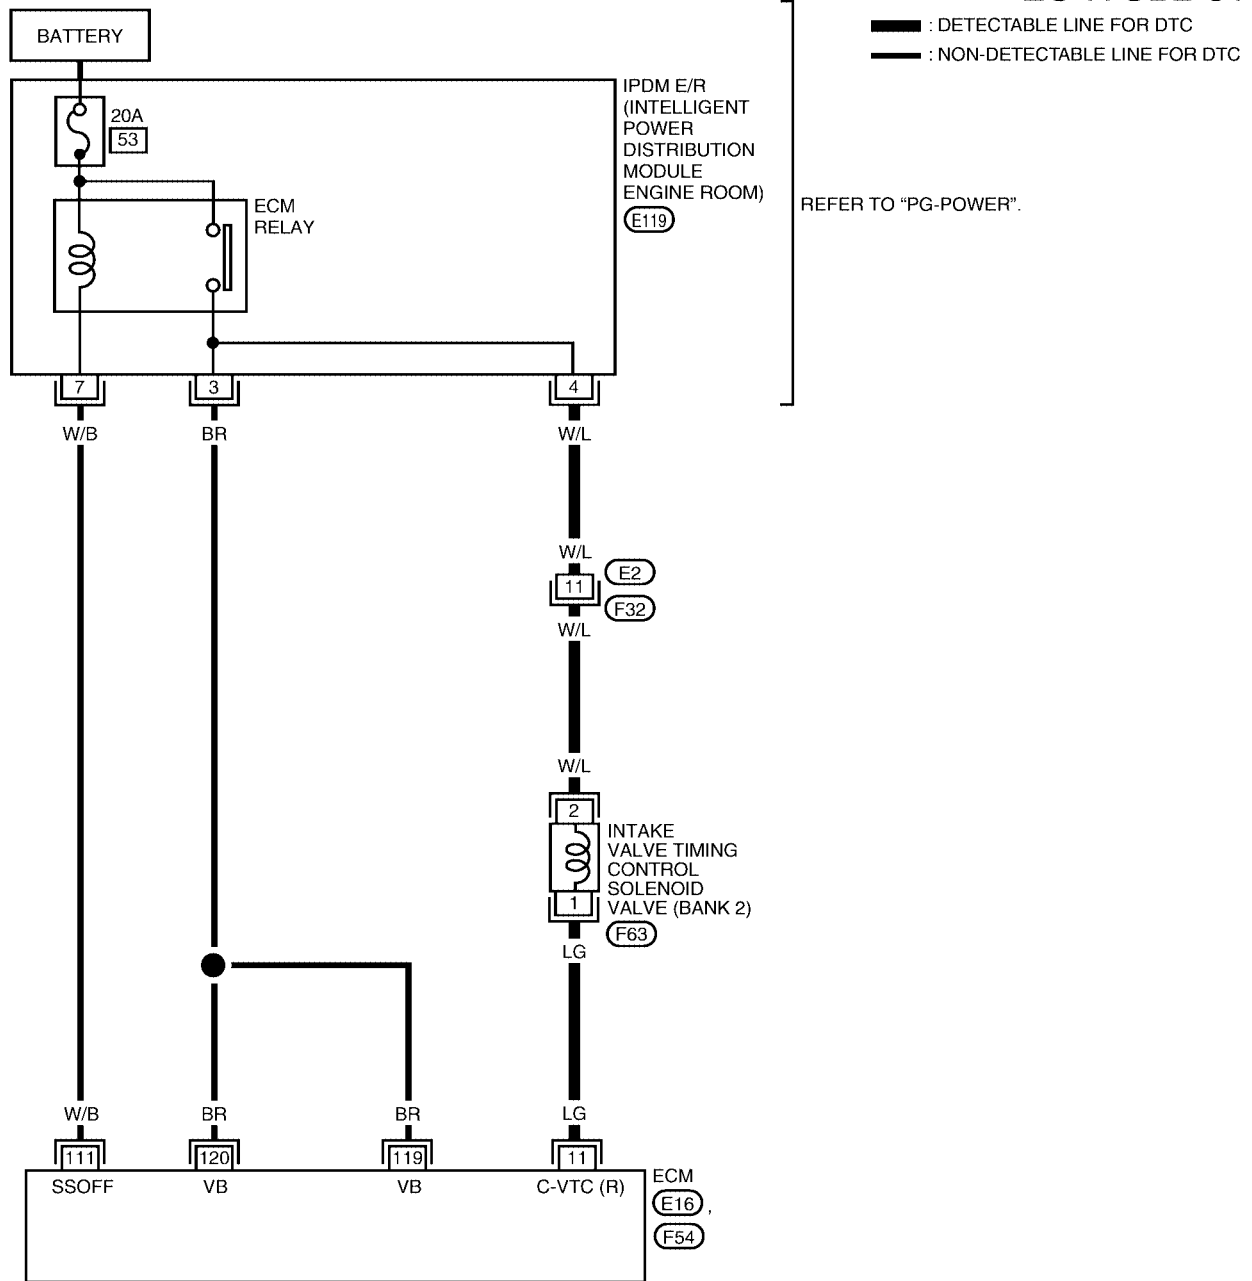 : DETECTABLE LINE FOR DTC
: NON-DETECTABLE LINE FOR DTC
BATTERY
20A
53
ECM
RELAY
IPDM E/R
(INTELLIGENT
POWER
DISTRIBUTION
MODULE
ENGINE ROOM)
E119
REFER TO “PG-POWER”.
7 3 4
W/B BR W/L
W/L
11
E2
F32
W/L
W/L
2
INTAKE
VALVE TIMING
CONTROL
SOLENOID
VALVE (BANK 2)
1
F63
LG
W/B BR BR LG
111 120 119 11
SSOFF VB VB C-VTC (R)
ECM
E16 ,
F54